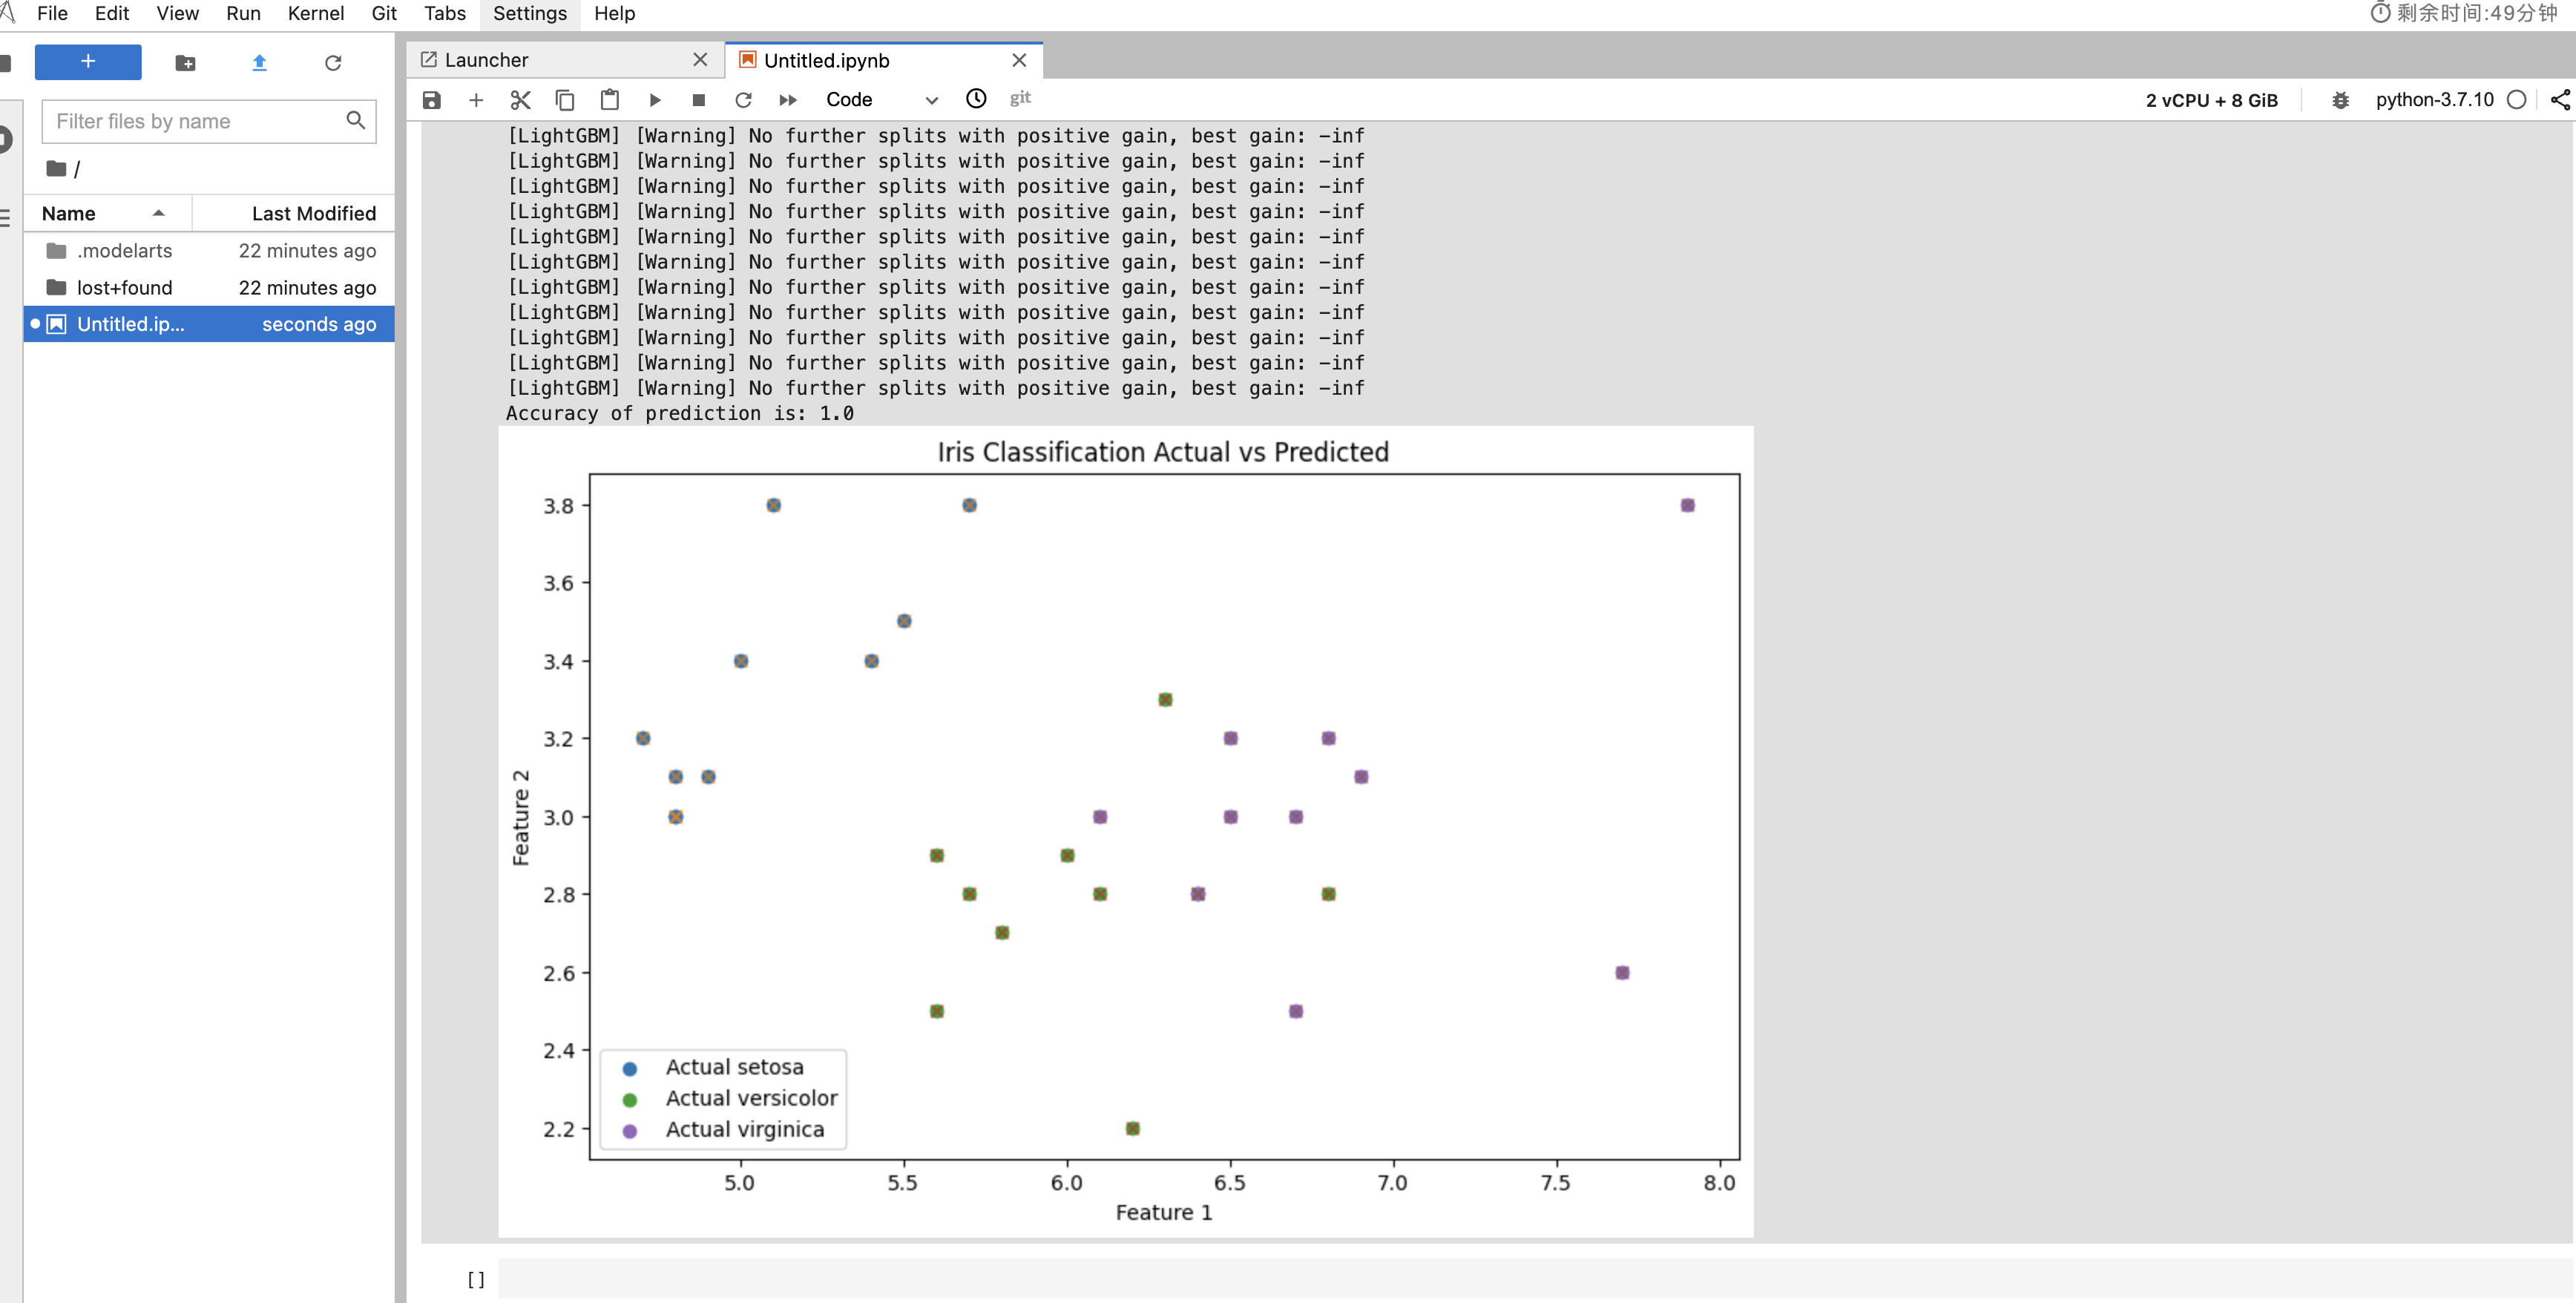 File Edit View Run Kernel Git Tabs Settings Help
剩余时间:49分钟
+
Launcher
Untitled.ipynb
Filter files by name
Code
git
2 vCPU + 8 GiB
python-3.7.10
/
Name Last Modified
.modelarts 22 minutes ago
lost+found 22 minutes ago
Untitled.ip... seconds ago
[LightGBM] [Warning] No further splits with positive gain, best gain: -inf
[LightGBM] [Warning] No further splits with positive gain, best gain: -inf
[LightGBM] [Warning] No further splits with positive gain, best gain: -inf
[LightGBM] [Warning] No further splits with positive gain, best gain: -inf
[LightGBM] [Warning] No further splits with positive gain, best gain: -inf
[LightGBM] [Warning] No further splits with positive gain, best gain: -inf
[LightGBM] [Warning] No further splits with positive gain, best gain: -inf
[LightGBM] [Warning] No further splits with positive gain, best gain: -inf
[LightGBM] [Warning] No further splits with positive gain, best gain: -inf
[LightGBM] [Warning] No further splits with positive gain, best gain: -inf
[LightGBM] [Warning] No further splits with positive gain, best gain: -inf
Accuracy of prediction is: 1.0
Iris Classification Actual vs Predicted
3.8
3.6
3.4
3.2
3.0
2.8
2.6
2.4
2.2
Feature 2
Actual setosa
Actual versicolor
Actual virginica
5.0 5.5 6.0 6.5 7.0 7.5 8.0
Feature 1
[ ]